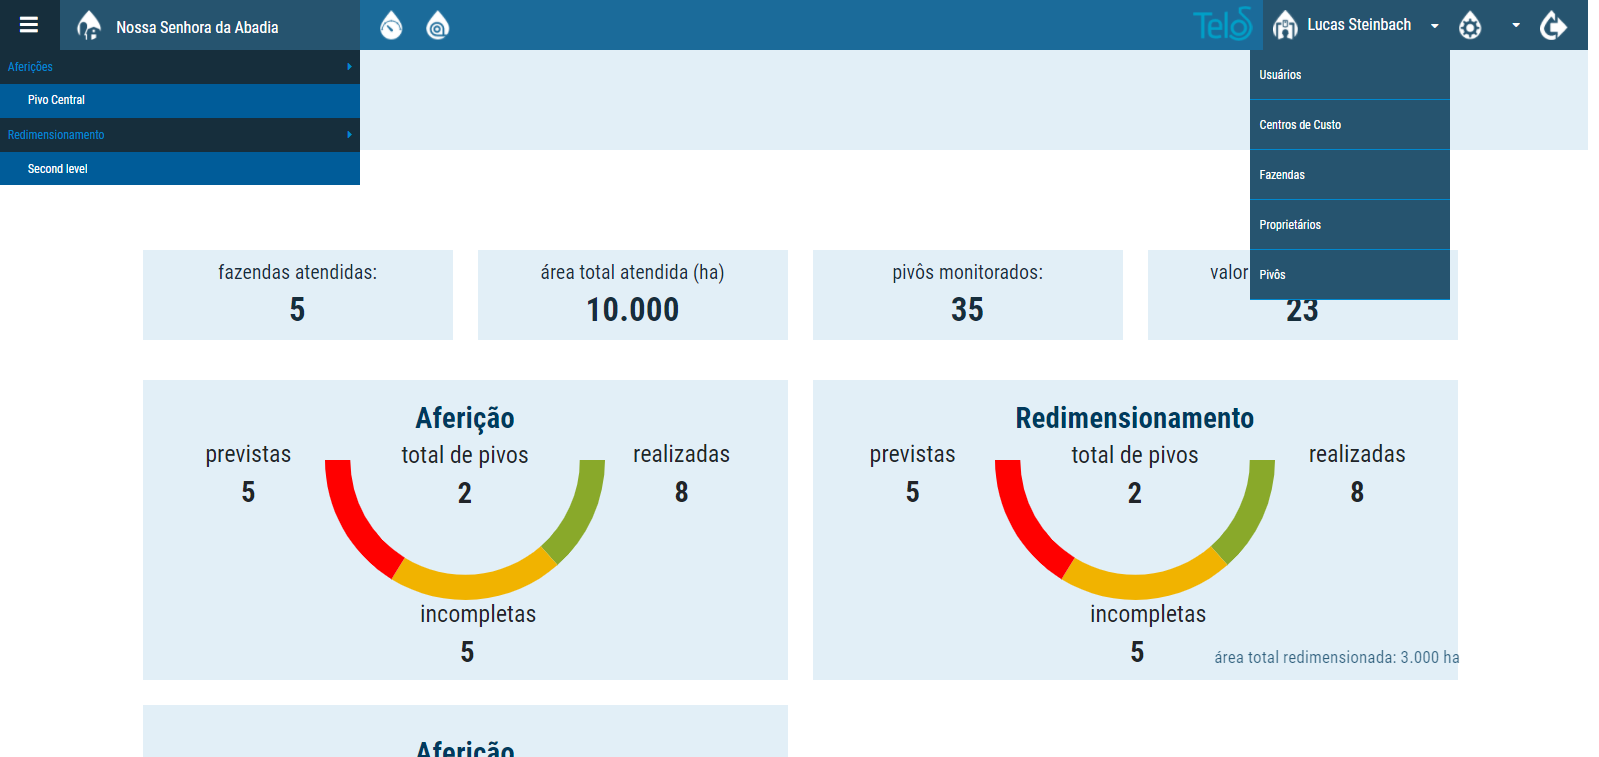 Nossa Senhora da Abadia
Telos
Lucas Steinbach
Aferições
Pivo Central
Redimensionamento
Second level
Usuários
Centros de Custo
Fazendas
Proprietários
Pivôs
fazendas atendidas:
5
área total atendida (ha)
10.000
pivôs monitorados:
35
valor
23
Aferição
previstas
5
total de pivos
2
realizadas
8
incompletas
5
Redimensionamento
previstas
5
total de pivos
2
realizadas
8
incompletas
5
área total redimensionada: 3.000 ha
Aferição